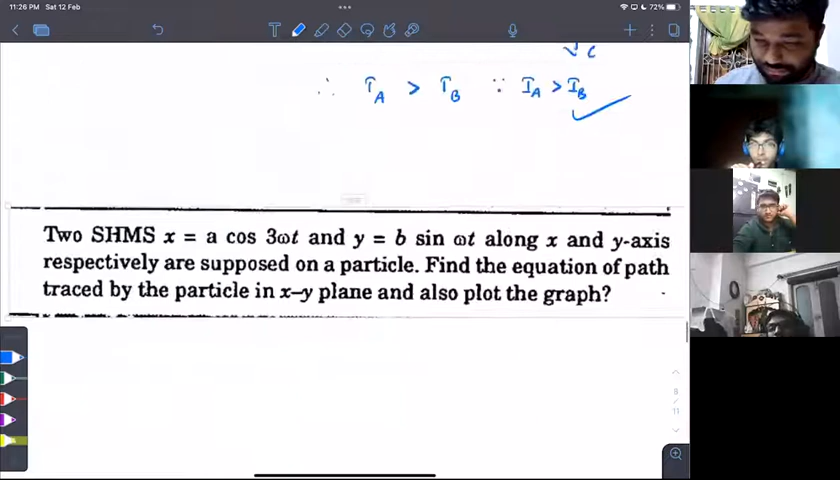 11:26 PM Sat 12 Feb
72%
√ C
∴ T_A > T_B ∵ I_A > I_B
Two SHMS x = a cos 3ωt and y = b sin ωt along x and y-axis
respectively are supposed on a particle. Find the equation of path
traced by the particle in x–y plane and also plot the graph?
8
11